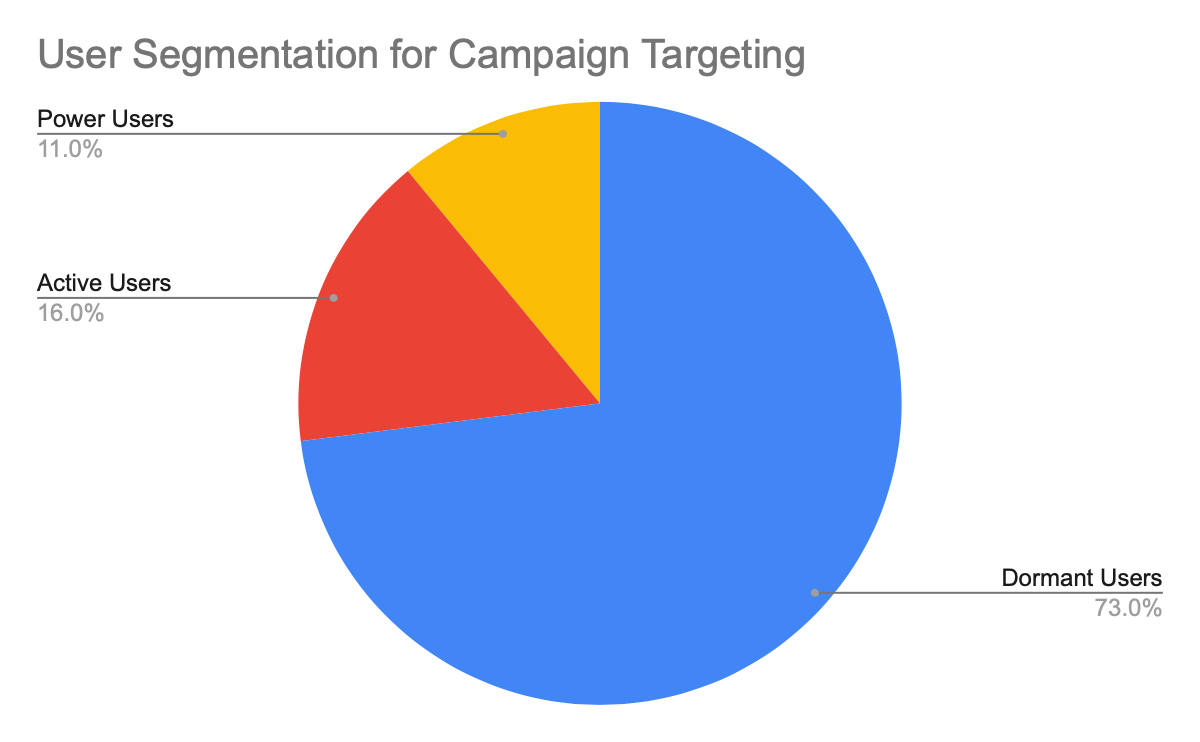 User Segmentation for Campaign Targeting
Power Users
11.0%
Active Users
16.0%
Dormant Users
73.0%